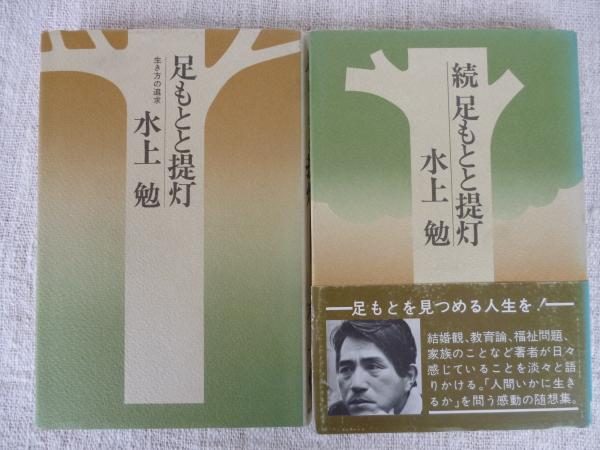 足もとと提灯
生き方の追求
水上 勉
続 足もとと提灯
水上 勉
足もとを見つめる人生を!
結婚観、教育論、福祉問題、
家族のことなど著者が日々
感じていることを淡々と語
りかける。「人間いかに生き
るか」を問う感動の随想集。